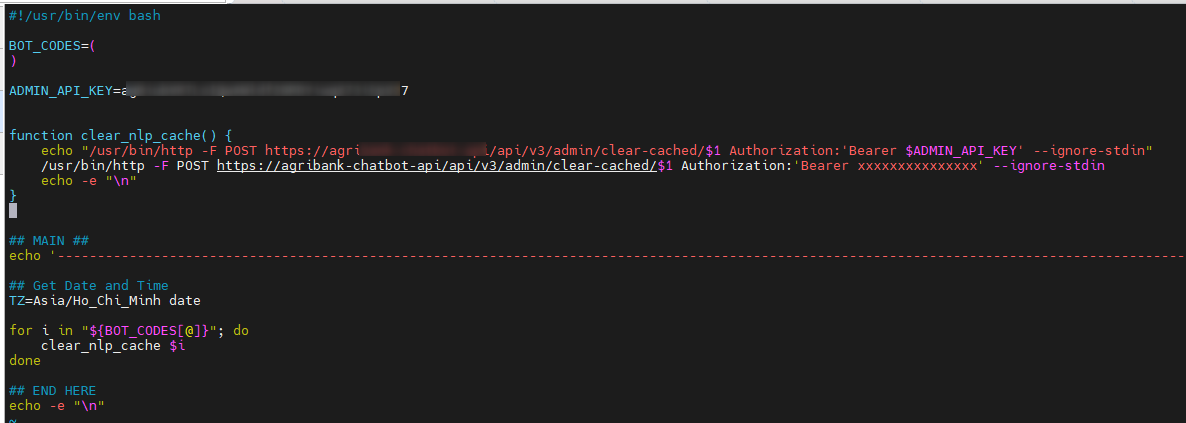 #!/usr/bin/env bash
BOT_CODES=(
)
ADMIN_API_KEY=a 7
function clear_nlp_cache() {
echo "/usr/bin/http -F POST https://agri /api/v3/admin/clear-cached/$1 Authorization:'Bearer $ADMIN_API_KEY' --ignore-stdin"
/usr/bin/http -F POST https://agribank-chatbot-api/api/v3/admin/clear-cached/$1 Authorization:'Bearer xxxxxxxxxxxxxxx' --ignore-stdin
echo -e "\n"
}
## MAIN ##
echo '---------------------------------------------------------------------------------------------------------------------------------------------
## Get Date and Time
TZ=Asia/Ho_Chi_Minh date
for i in "${BOT_CODES[@]}"; do
clear_nlp_cache $i
done
## END HERE
echo -e "\n"
~